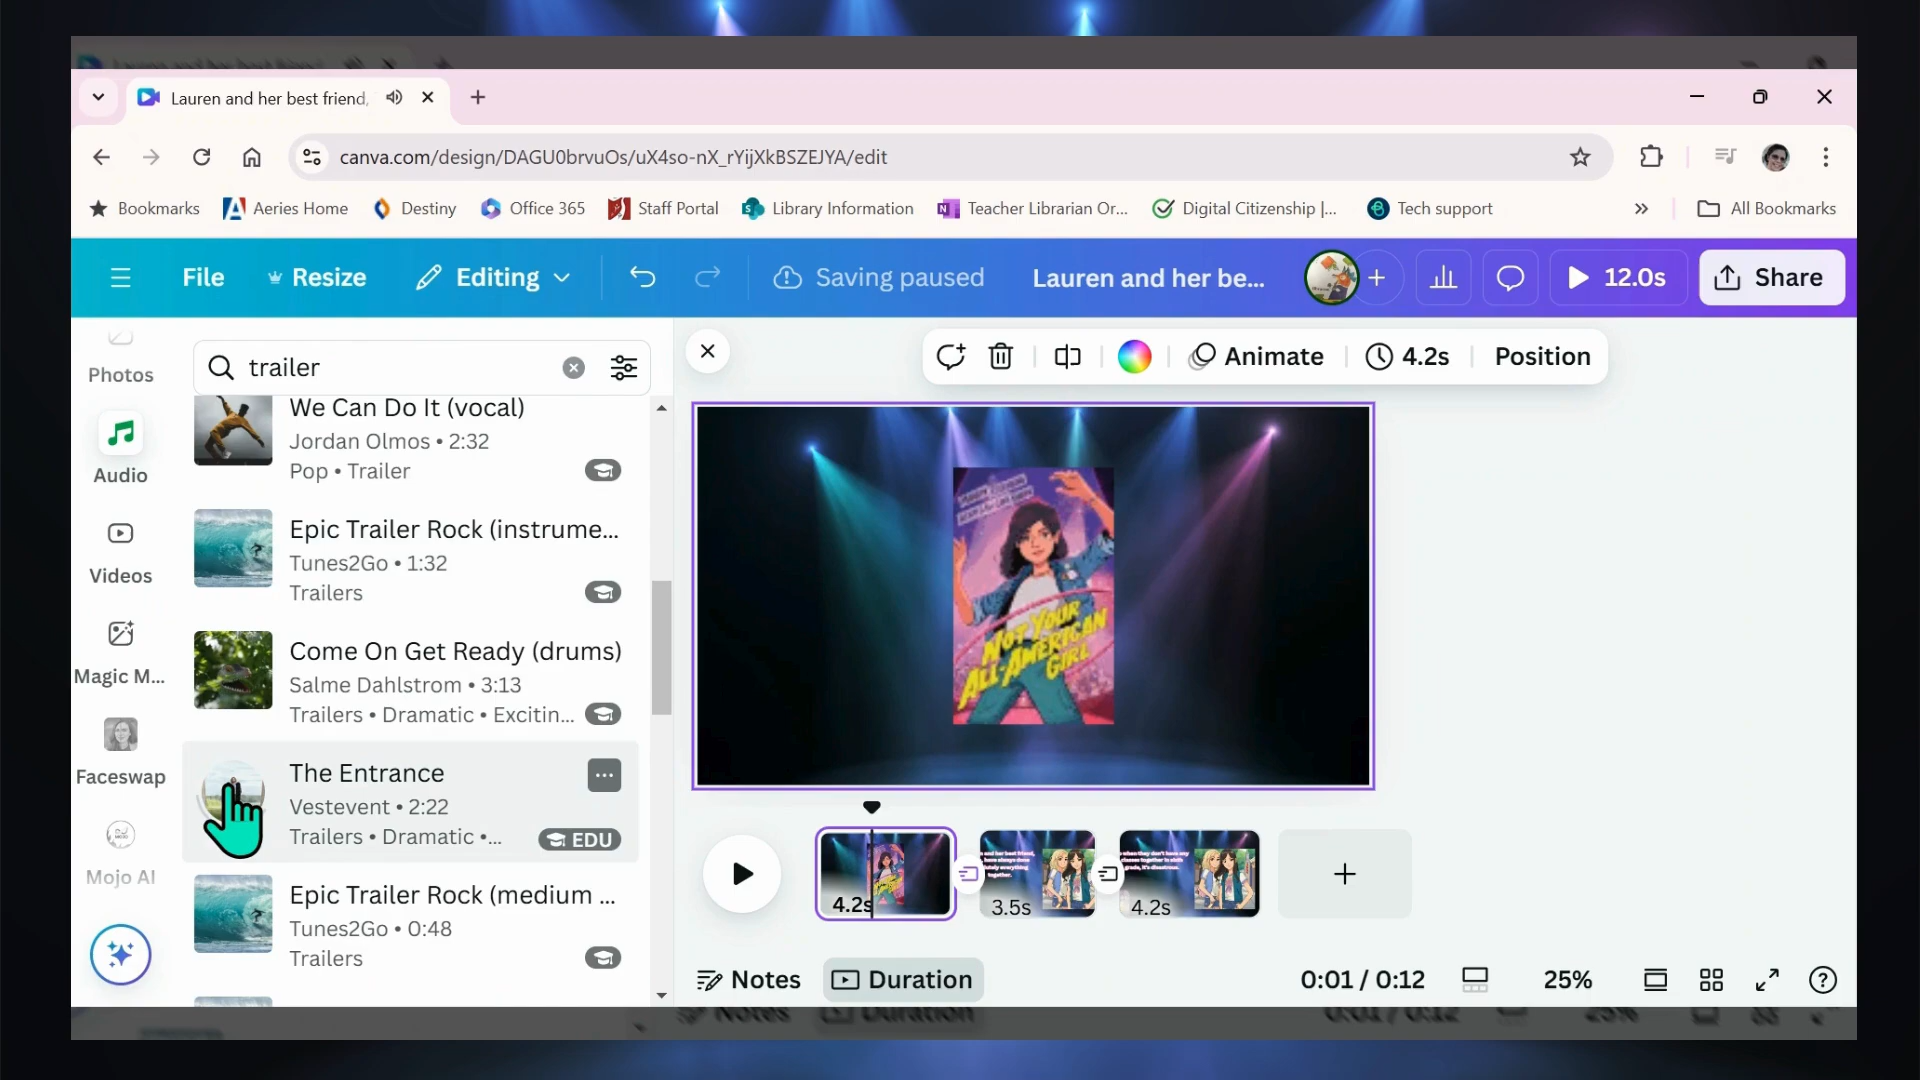 Lauren and her best friend,
canva.com/design/DAGU0brvuOs/uX4so-nX_rYijXkBSZEJYA/edit
Bookmarks
Aeries Home
Destiny
Office 365
Staff Portal
Library Information
Teacher Librarian Or...
Digital Citizenship |...
Tech support
All Bookmarks
File
Resize
Editing
Saving paused
Lauren and her be...
12.0s
Share
Photos
Audio
Videos
Magic M...
Faceswap
Mojo AI
trailer
We Can Do It (vocal)
Jordan Olmos • 2:32
Pop • Trailer
Epic Trailer Rock (instrume...
Tunes2Go • 1:32
Trailers
Come On Get Ready (drums)
Salme Dahlstrom • 3:13
Trailers • Dramatic • Excitin...
The Entrance
Vestevent • 2:22
Trailers • Dramatic •...
EDU
Epic Trailer Rock (medium ...
Tunes2Go • 0:48
Trailers
Animate
4.2s
Position
NOT YOUR
ALL-AMERICAN
GIRL
4.2s
3.5s
4.2s
Notes
Duration
0:01 / 0:12
25%